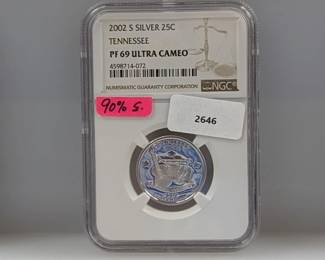 2002 S SILVER 25C
TENNESSEE
PF 69 ULTRA CAMEO
4598714-072
NUMISMATIC GUARANTY CORPORATION
NGC
90% S.
2646